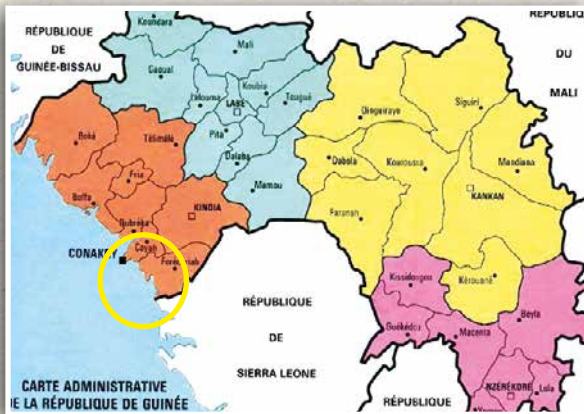 RÉPUBLIQUE
DE
GUINÉE-BISSAU
Koundara
Mali
Gaoual
Koubia
LABÉ
Tougué
Pita
Dalaba
Mamou
Boké
Télimélé
Fria
Boffa
KINDIA
Dubréka
Coyah
CONAKRY
Forécariah
Dinguiraye
Siguiri
DU
MALI
Dabola
Kouroussa
Mandiana
KANKAN
Faranah
Kissidougou
Kérouané
Beyla
Guékédou
Macenta
NZÉRÉKORÉ
Lola
RÉPUBLIQUE
DE
SIERRA LEONE
RÉPUBLIQUE
CARTE ADMINISTRATIVE
DE LA RÉPUBLIQUE DE GUINÉE